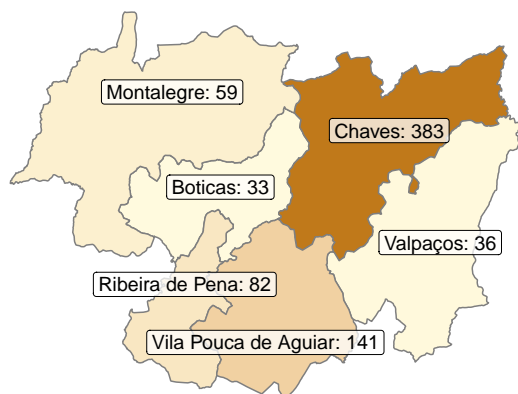 Montalegre: 59
Chaves: 383
Boticas: 33
Valpaços: 36
Ribeira de Pena: 82
Vila Pouca de Aguiar: 141